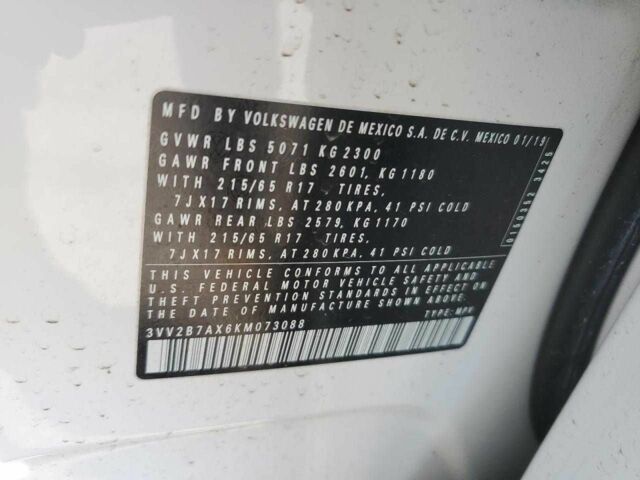 MFD BY VOLKSWAGEN DE MEXICO S.A. DE C.V. MEXICO 01/19
GVWR LBS 5071 KG 2300
GAWR FRONT LBS 2601, KG 1180
WITH 215/65 R17 TIRES,
7JX17 RIMS, AT 280 KPA, 41 PSI COLD
GAWR REAR LBS 2579, KG 1170
WITH 215/65 R17 TIRES,
7JX17 RIMS, AT 280 KPA, 41 PSI COLD
THIS VEHICLE CONFORMS TO ALL APPLICABLE
U.S. FEDERAL MOTOR VEHICLE SAFETY AND
THEFT PREVENTION STANDARDS IN EFFECT
ON THE DATE OF MANUFACTURE SHOWN ABOVE.
3VV2B7AX6KM073088 TYPE: MPV
0150352 3425